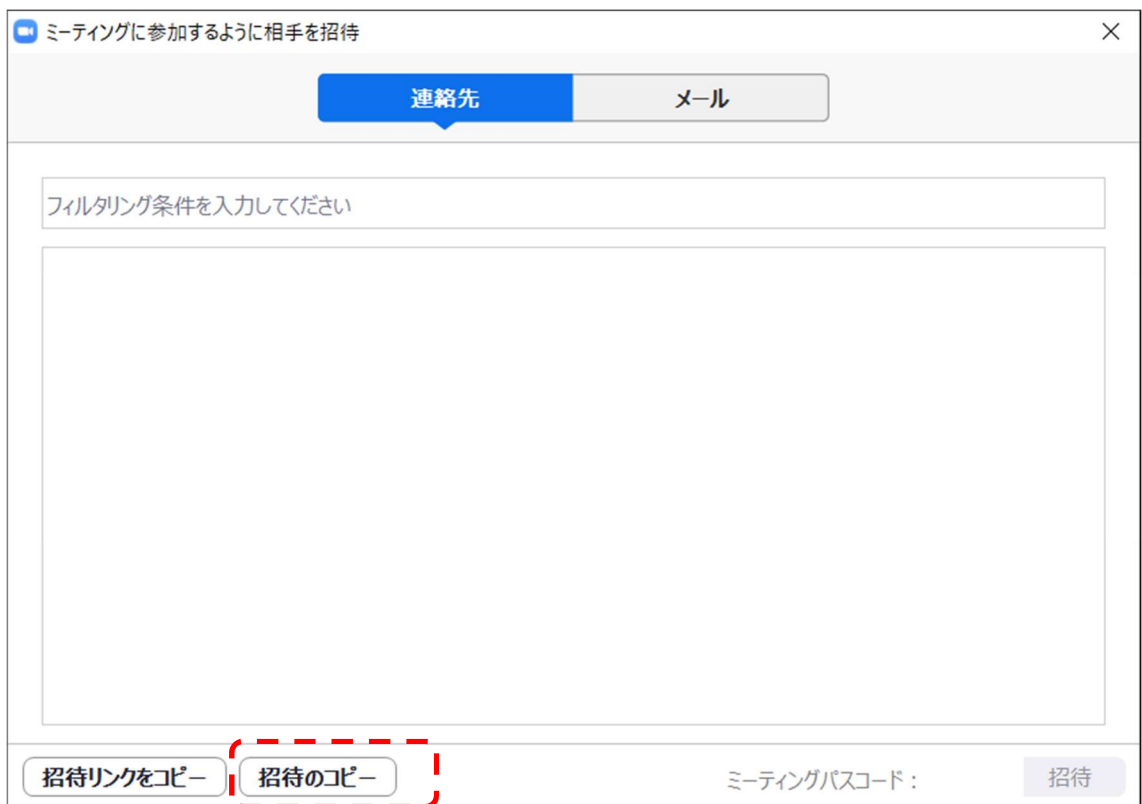 ミーティングに参加するように相手を招待
連絡先 メール
フィルタリング条件を入力してください
招待リンクをコピー 招待のコピー ミーティングパスコード： 招待